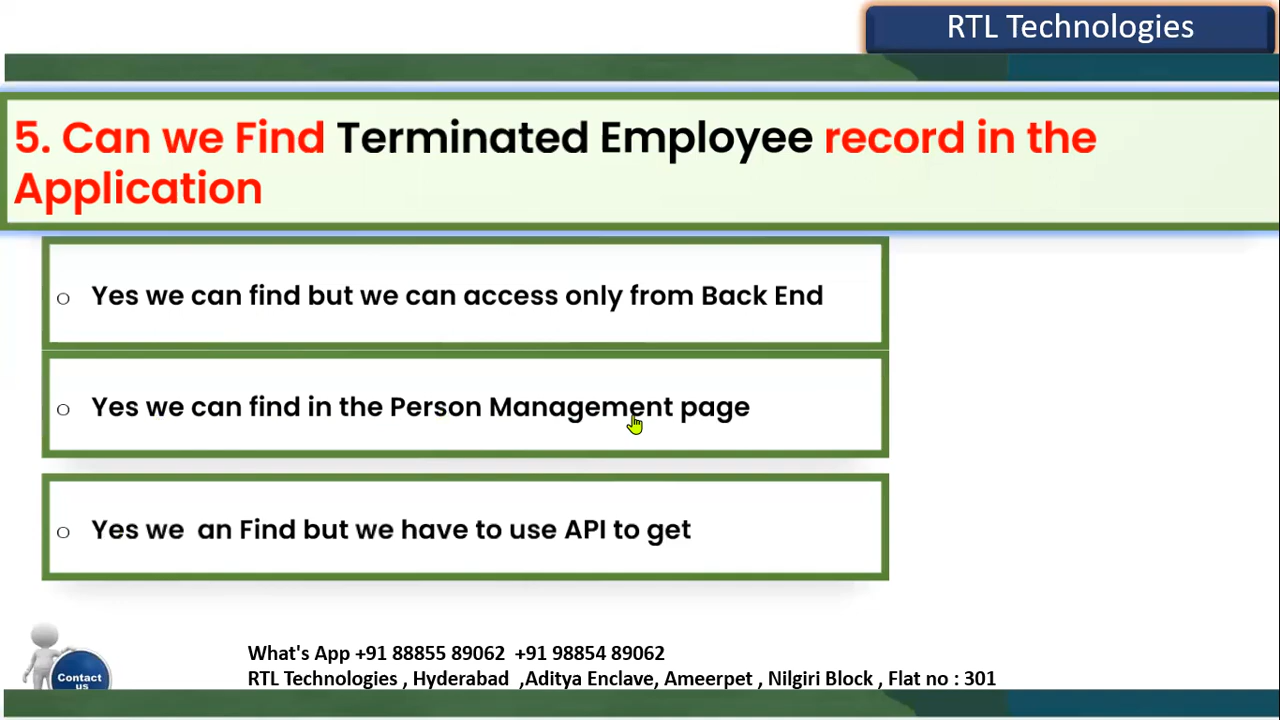 RTL Technologies
5. Can we Find Terminated Employee record in the
Application
o Yes we can find but we can access only from Back End
o Yes we can find in the Person Management page
o Yes we an Find but we have to use API to get
Contact
us
What's App +91 88855 89062 +91 98854 89062
RTL Technologies , Hyderabad ,Aditya Enclave, Ameerpet , Nilgiri Block , Flat no : 301